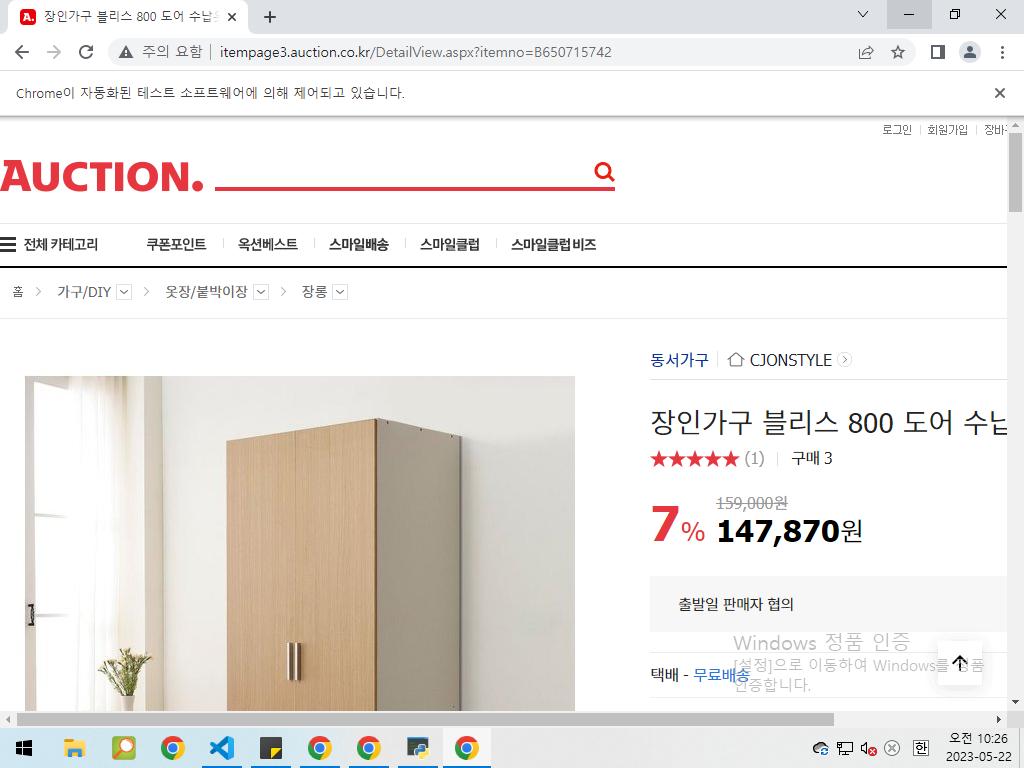 장인가구 블리스 800 도어 수납
주의 요함 itempage3.auction.co.kr/DetailView.aspx?itemno=B650715742
Chrome이 자동화된 테스트 소프트웨어에 의해 제어되고 있습니다.
로그인 회원가입 장바구
AUCTION.
전체 카테고리 쿠폰포인트 옥션베스트 스마일배송 스마일클럽 스마일클럽 비즈
홈 가구/DIY 옷장/붙박이장 장롱
동서가구 CJONSTYLE
장인가구 블리스 800 도어 수납
★★★★★ (1) 구매 3
159,000원
7% 147,870원
출발일 판매자 협의
Windows 정품 인증
택배 - 무료배송
[설정]으로 이동하여 Windows를 정품
인증합니다.
한
오전 10:26
2023-05-22